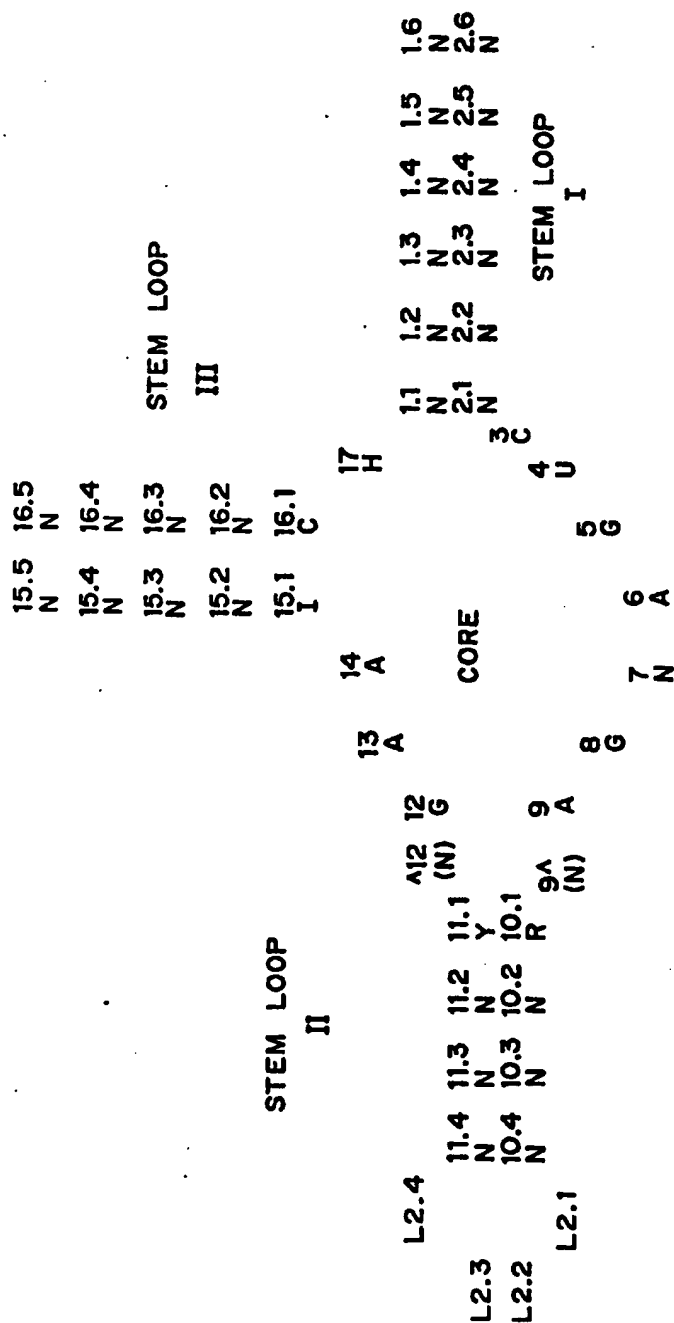 15.5 16.5
N N
15.4 16.4
N N
15.3 16.3
N N
STEM LOOP
III
15.2 16.2
N N
15.1 16.1
I C
STEM LOOP
II
14 17
A H
13
A
L2.4 ^12 12 1.1 1.2 1.3 1.4 1.5 1.6
(N) G N N N N N N
11.4 11.3 11.2 11.1 CORE 2.1 2.2 2.3 2.4 2.5 2.6
L2.3 N N N Y N N N N N N
10.4 10.3 10.2 10.1 3
L2.2 N N N R C
9^ 9 4
(N) A U
L2.1
STEM LOOP
I
8 5
G G
7 6
N A